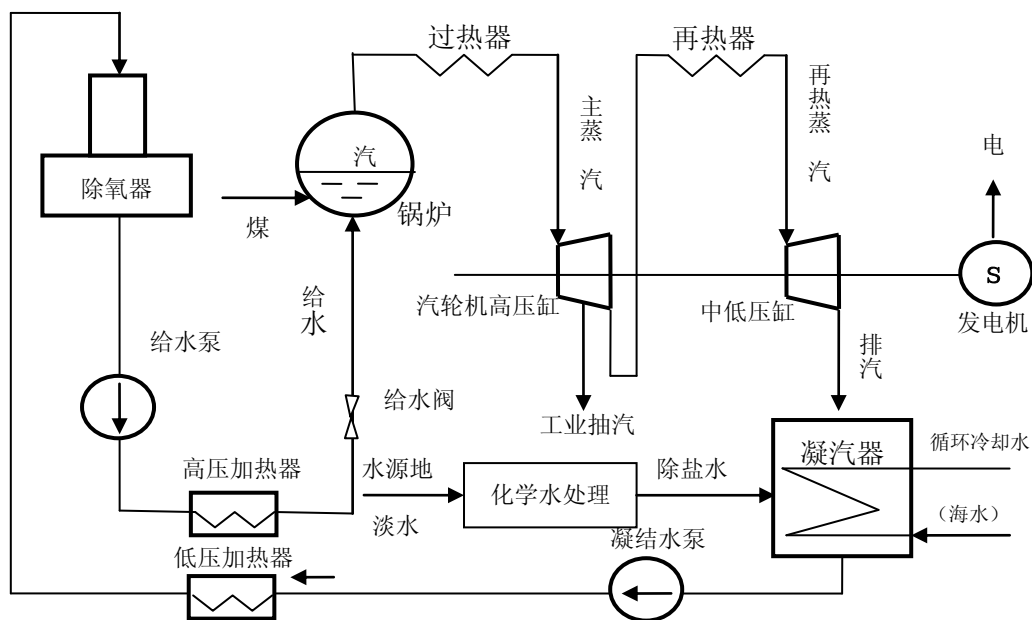 过热器
再热器
主蒸汽
再热蒸汽
电
除氧器
汽
煤
锅炉
给水
汽轮机高压缸
中低压缸
S
发电机
给水泵
排汽
给水阀
工业抽汽
高压加热器
水源地
淡水
化学水处理
除盐水
凝汽器
循环冷却水
（海水）
低压加热器
凝结水泵